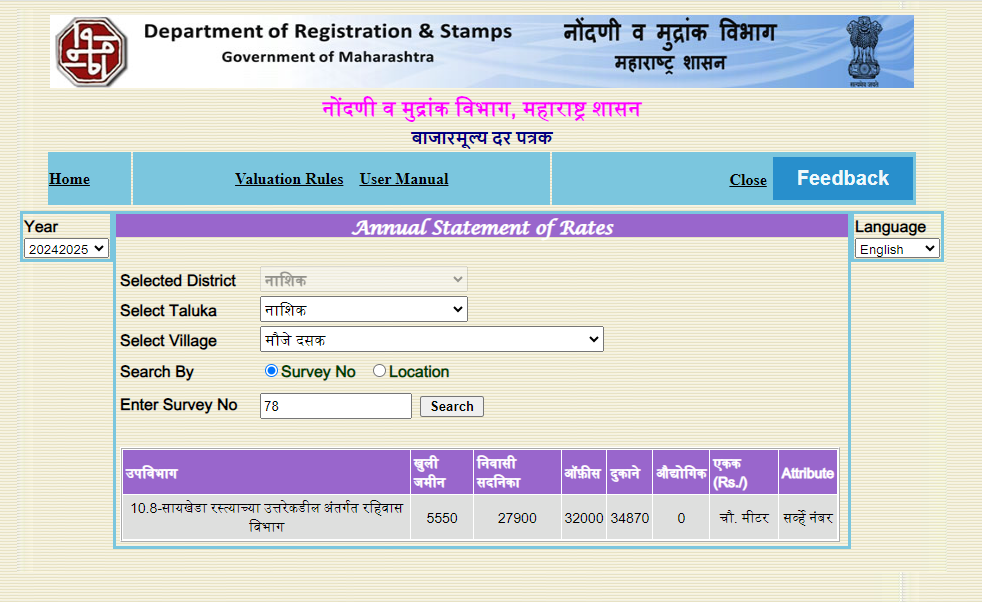 Department of Registration & Stamps
Government of Maharashtra
नोंदणी व मुद्रांक विभाग
महाराष्ट्र शासन
नोंदणी व मुद्रांक विभाग, महाराष्ट्र शासन
बाजारमूल्य दर पत्रक
Home Valuation Rules User Manual Close Feedback
Year
20242025
Annual Statement of Rates
Language
English
Selected District नाशिक
Select Taluka नाशिक
Select Village मौजे दसक
Search By Survey No Location
Enter Survey No 78 Search
उपविभाग खुली जमीन निवासी सदनिका ऑफ़ीस दुकाने औद्योगिक एकक (Rs./) Attribute
10.8-सायखेडा रस्त्याच्या उत्तरेकडील अंतर्गत रहिवास विभाग 5550 27900 32000 34870 0 चौ. मीटर सर्व्हे नंबर